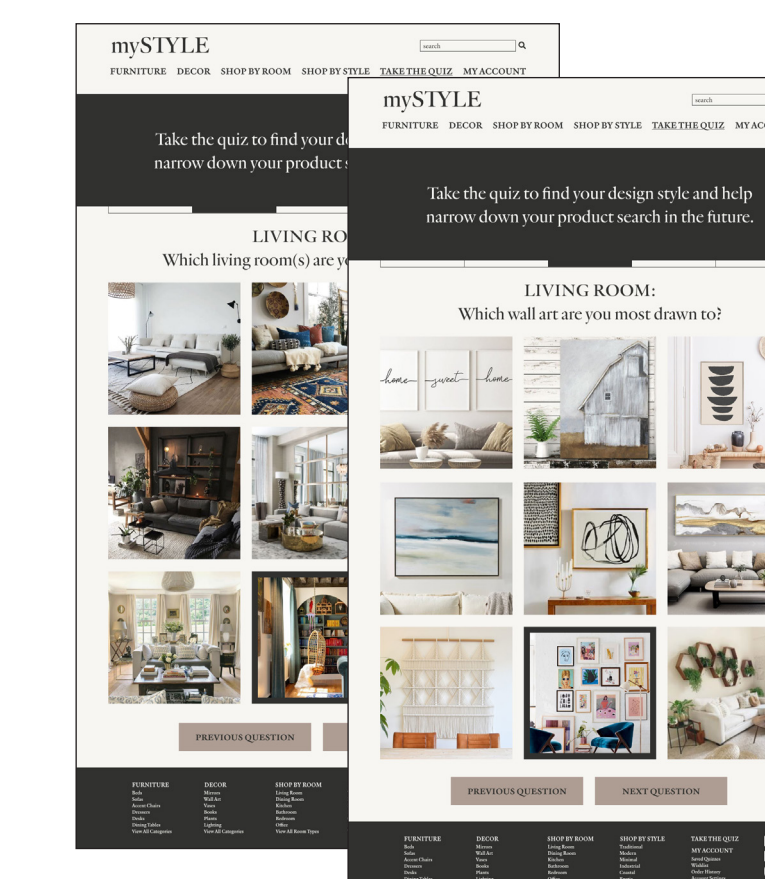 mySTYLE
search
FURNITURE DECOR SHOP BY ROOM SHOP BY STYLE TAKE THE QUIZ MY ACCOUNT
Take the quiz to find your
narrow down your product
LIVING RO
Which living room(s) are
PREVIOUS QUESTION
FURNITURE
Beds
Sofas
Accent Chairs
Dressers
Desks
Dining Tables
View All Categories
DECOR
Mirrors
Wall Art
Vases
Books
Plants
Lighting
View All Categories
SHOP BY ROOM
Living Room
Dining Room
Kitchen
Bathroom
Bedroom
Office
View All Room Types
mySTYLE
search
FURNITURE DECOR SHOP BY ROOM SHOP BY STYLE TAKE THE QUIZ MY ACC
Take the quiz to find your design style and help
narrow down your product search in the future.
LIVING ROOM:
Which wall art are you most drawn to?
home sweet home
PREVIOUS QUESTION
NEXT QUESTION
FURNITURE
Beds
Sofas
Accent Chairs
Dressers
Desks
DECOR
Mirrors
Wall Art
Vases
Books
Plants
SHOP BY ROOM
Living Room
Dining Room
Kitchen
Bathroom
Bedroom
SHOP BY STYLE
Traditional
Modern
Minimal
Industrial
Coastal
TAKE THE QUIZ
MY ACCOUNT
Saved Quizzes
Wishlist
Order History
Account Settings